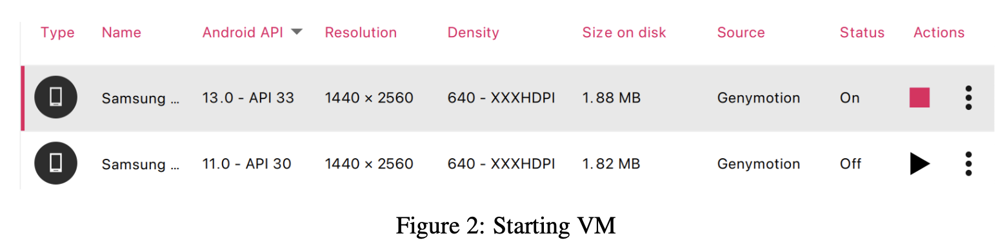 Type Name Android API Resolution Density Size on disk Source Status Actions
Samsung ... 13.0 - API 33 1440 × 2560 640 - XXXHDPI 1.88 MB Genymotion On
Samsung ... 11.0 - API 30 1440 × 2560 640 - XXXHDPI 1.82 MB Genymotion Off
Figure 2: Starting VM